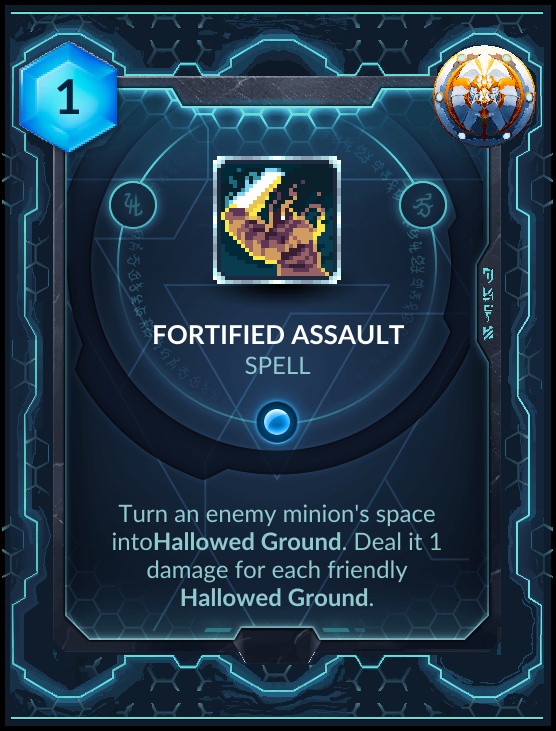 1
FORTIFIED ASSAULT
SPELL
Turn an enemy minion's space
intoHallowed Ground. Deal it 1
damage for each friendly
Hallowed Ground.